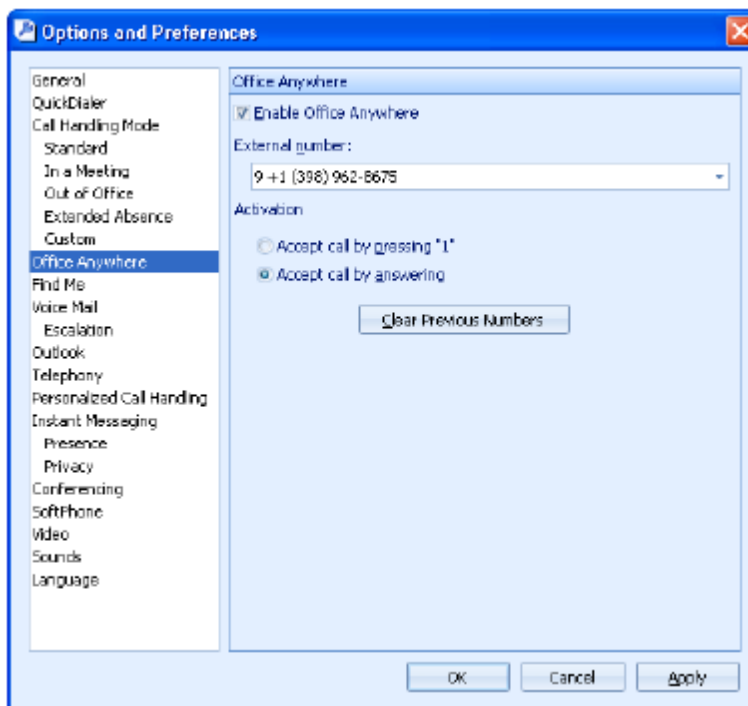 Options and Preferences
General
QuickDialer
Call Handling Mode
Standard
In a Meeting
Out of Office
Extended Absence
Custom
Office Anywhere
Find Me
Voice Mail
Escalation
Outlook
Telephony
Personalized Call Handling
Instant Messaging
Presence
Privacy
Conferencing
SoftPhone
Video
Sounds
Language
Office Anywhere
Enable Office Anywhere
External number:
9 +1 (398) 962-8675
Activation
Accept call by pressing "1"
Accept call by answering
Clear Previous Numbers
OK
Cancel
Apply